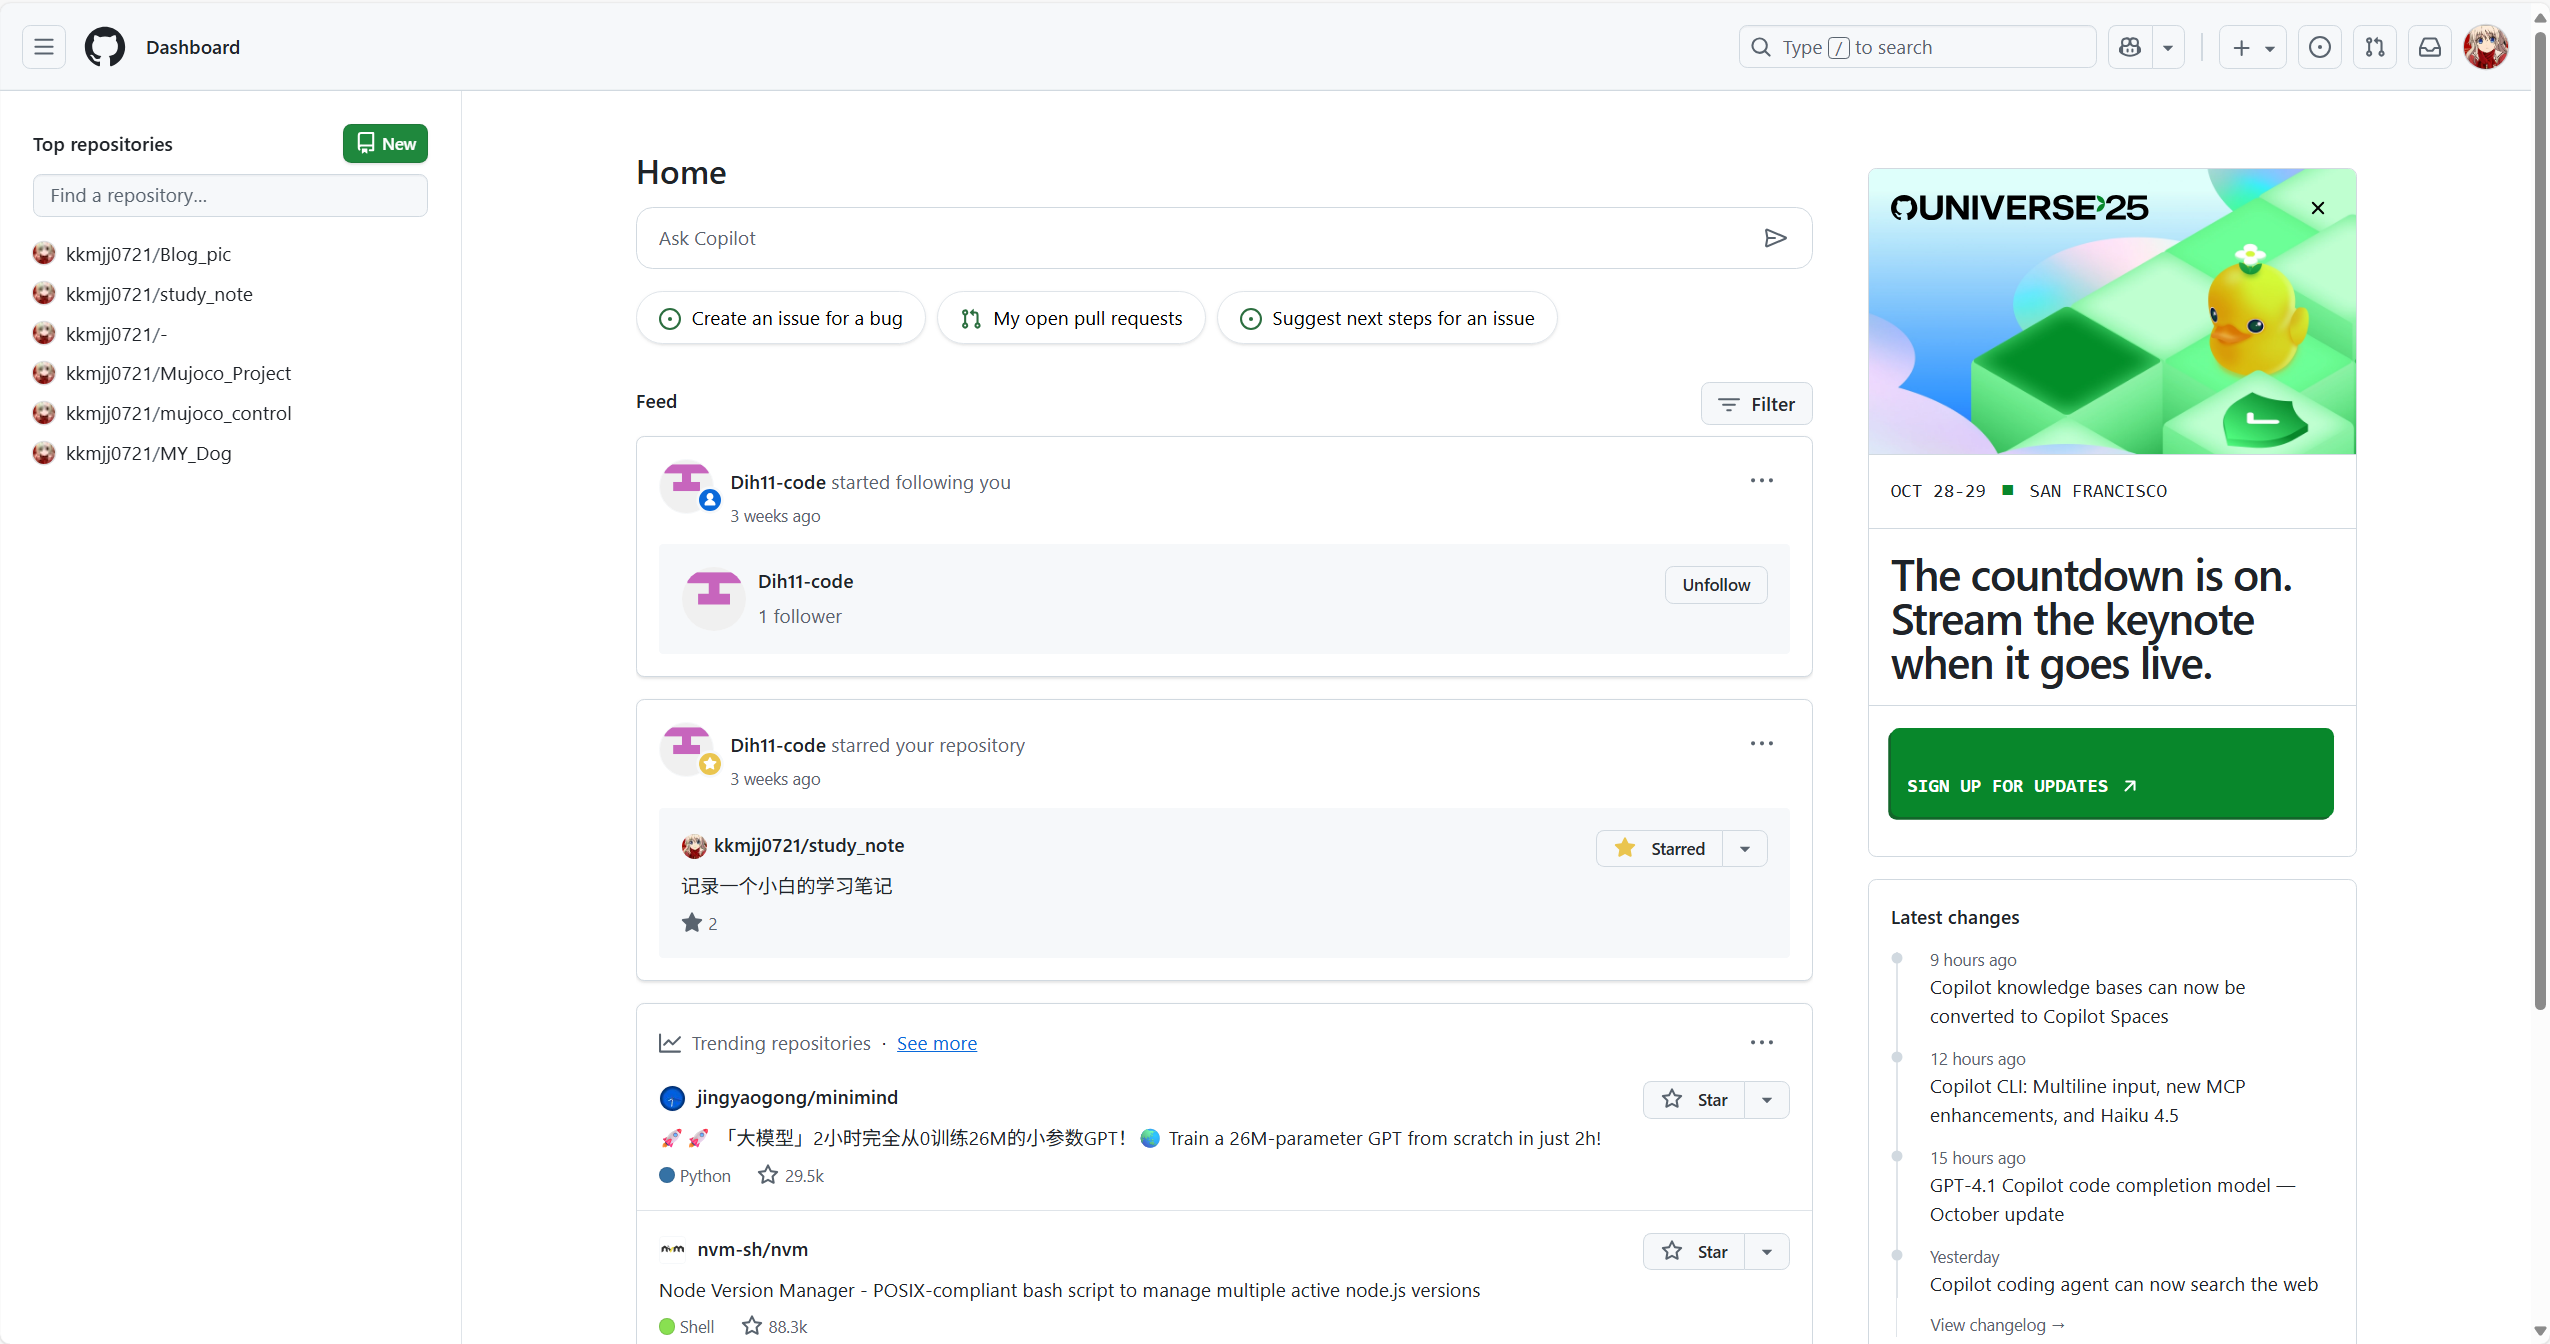 Dashboard
Type / to search
Top repositories
New
Find a repository...
kkmjj0721/Blog_pic
kkmjj0721/study_note
kkmjj0721/-
kkmjj0721/Mujoco_Project
kkmjj0721/mujoco_control
kkmjj0721/MY_Dog
Home
Ask Copilot
Create an issue for a bug
My open pull requests
Suggest next steps for an issue
Feed
Filter
Dih11-code started following you
3 weeks ago
Dih11-code
1 follower
Unfollow
Dih11-code starred your repository
3 weeks ago
kkmjj0721/study_note
Starred
记录一个小白的学习笔记
2
Trending repositories · See more
jingyaogong/minimind
Star
🚀🚀 「大模型」2小时完全从0训练26M的小参数GPT！🌏 Train a 26M-parameter GPT from scratch in just 2h!
Python 29.5k
nvm-sh/nvm
Star
Node Version Manager - POSIX-compliant bash script to manage multiple active node.js versions
Shell 88.3k
UNIVERSE'25
OCT 28-29 ■ SAN FRANCISCO
The countdown is on.
Stream the keynote
when it goes live.
SIGN UP FOR UPDATES
Latest changes
9 hours ago
Copilot knowledge bases can now be
converted to Copilot Spaces
12 hours ago
Copilot CLI: Multiline input, new MCP
enhancements, and Haiku 4.5
15 hours ago
GPT-4.1 Copilot code completion model —
October update
Yesterday
Copilot coding agent can now search the web
View changelog →